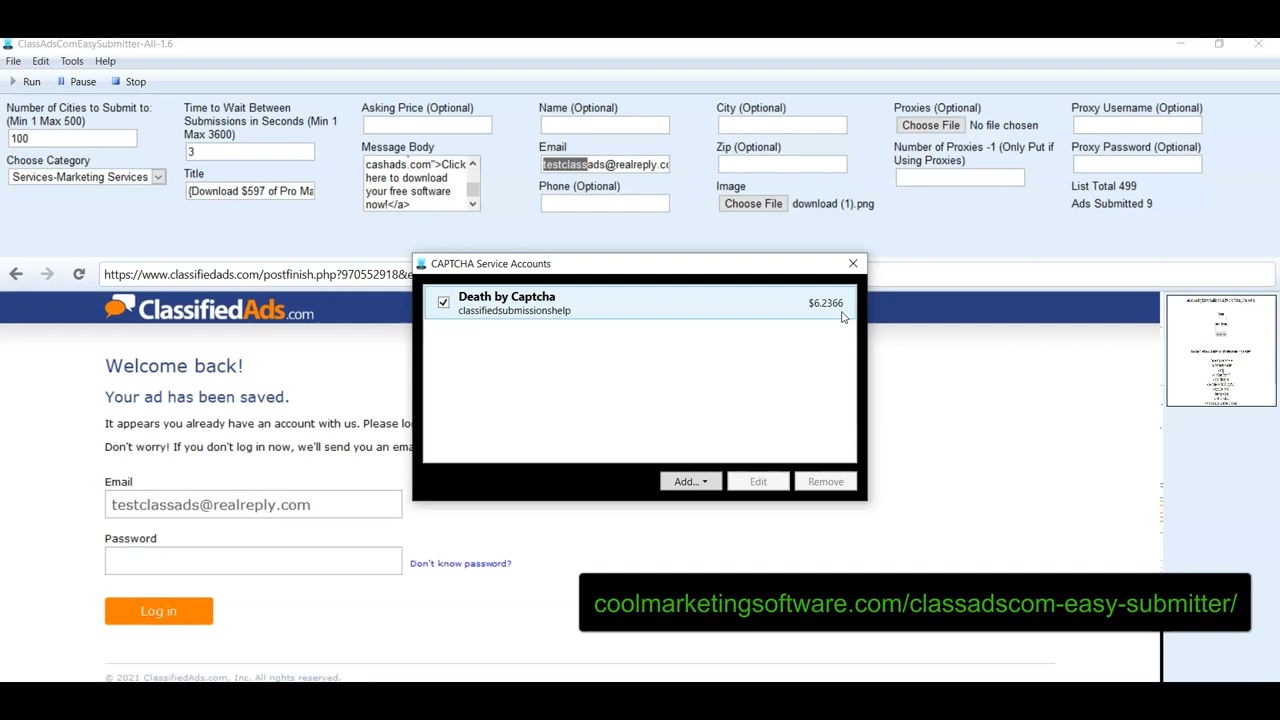 ClassAdsComEasySubmitter-All-1.6
File Edit Tools Help
Run Pause Stop
Number of Cities to Submit to:
(Min 1 Max 500)
100
Choose Category
Services-Marketing Services
Time to Wait Between
Submissions in Seconds (Min 1
Max 3600)
3
Title
{Download $597 of Pro Ma
Asking Price (Optional)
Message Body
cashads.com">Click
here to download
your free software
now!</a>
Name (Optional)
Email
testclassads@realreply.co
Phone (Optional)
City (Optional)
Zip (Optional)
Image
Choose File download (1).png
Proxies (Optional)
Choose File No file chosen
Number of Proxies -1 (Only Put if
Using Proxies)
Proxy Username (Optional)
Proxy Password (Optional)
List Total 499
Ads Submitted 9
https://www.classifiedads.com/postfinish.php?970552918&e
CAPTCHA Service Accounts
Death by Captcha
classifiedsubmissionshelp
$6.2366
Add... Edit Remove
ClassifiedAds.com
Welcome back!
Your ad has been saved.
It appears you already have an account with us. Please lo
Don't worry! If you don't log in now, we'll send you an ema
Email
testclassads@realreply.com
Password
Don't know password?
Log in
coolmarketingsoftware.com/classadscom-easy-submitter/
© 2021 ClassifiedAds.com, Inc. All rights reserved.